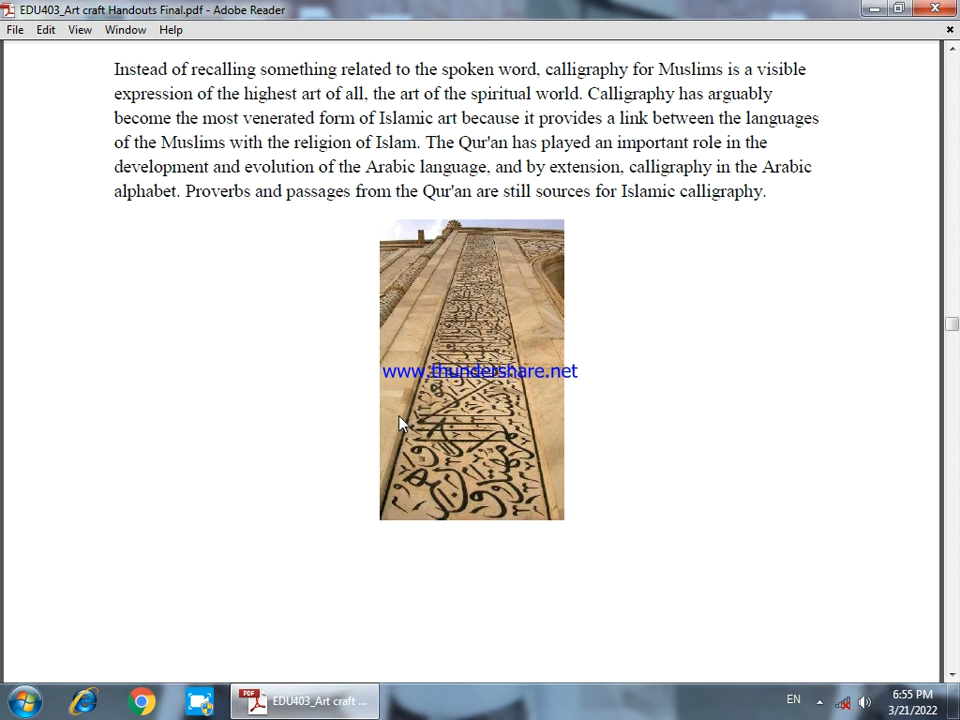 EDU403_Art craft Handouts Final.pdf - Adobe Reader
File Edit View Window Help
Instead of recalling something related to the spoken word, calligraphy for Muslims is a visible
expression of the highest art of all, the art of the spiritual world. Calligraphy has arguably
become the most venerated form of Islamic art because it provides a link between the languages
of the Muslims with the religion of Islam. The Qur'an has played an important role in the
development and evolution of the Arabic language, and by extension, calligraphy in the Arabic
alphabet. Proverbs and passages from the Qur'an are still sources for Islamic calligraphy.
www.thundershare.net
EDU403_Art craft ...
EN
6:55 PM
3/21/2022